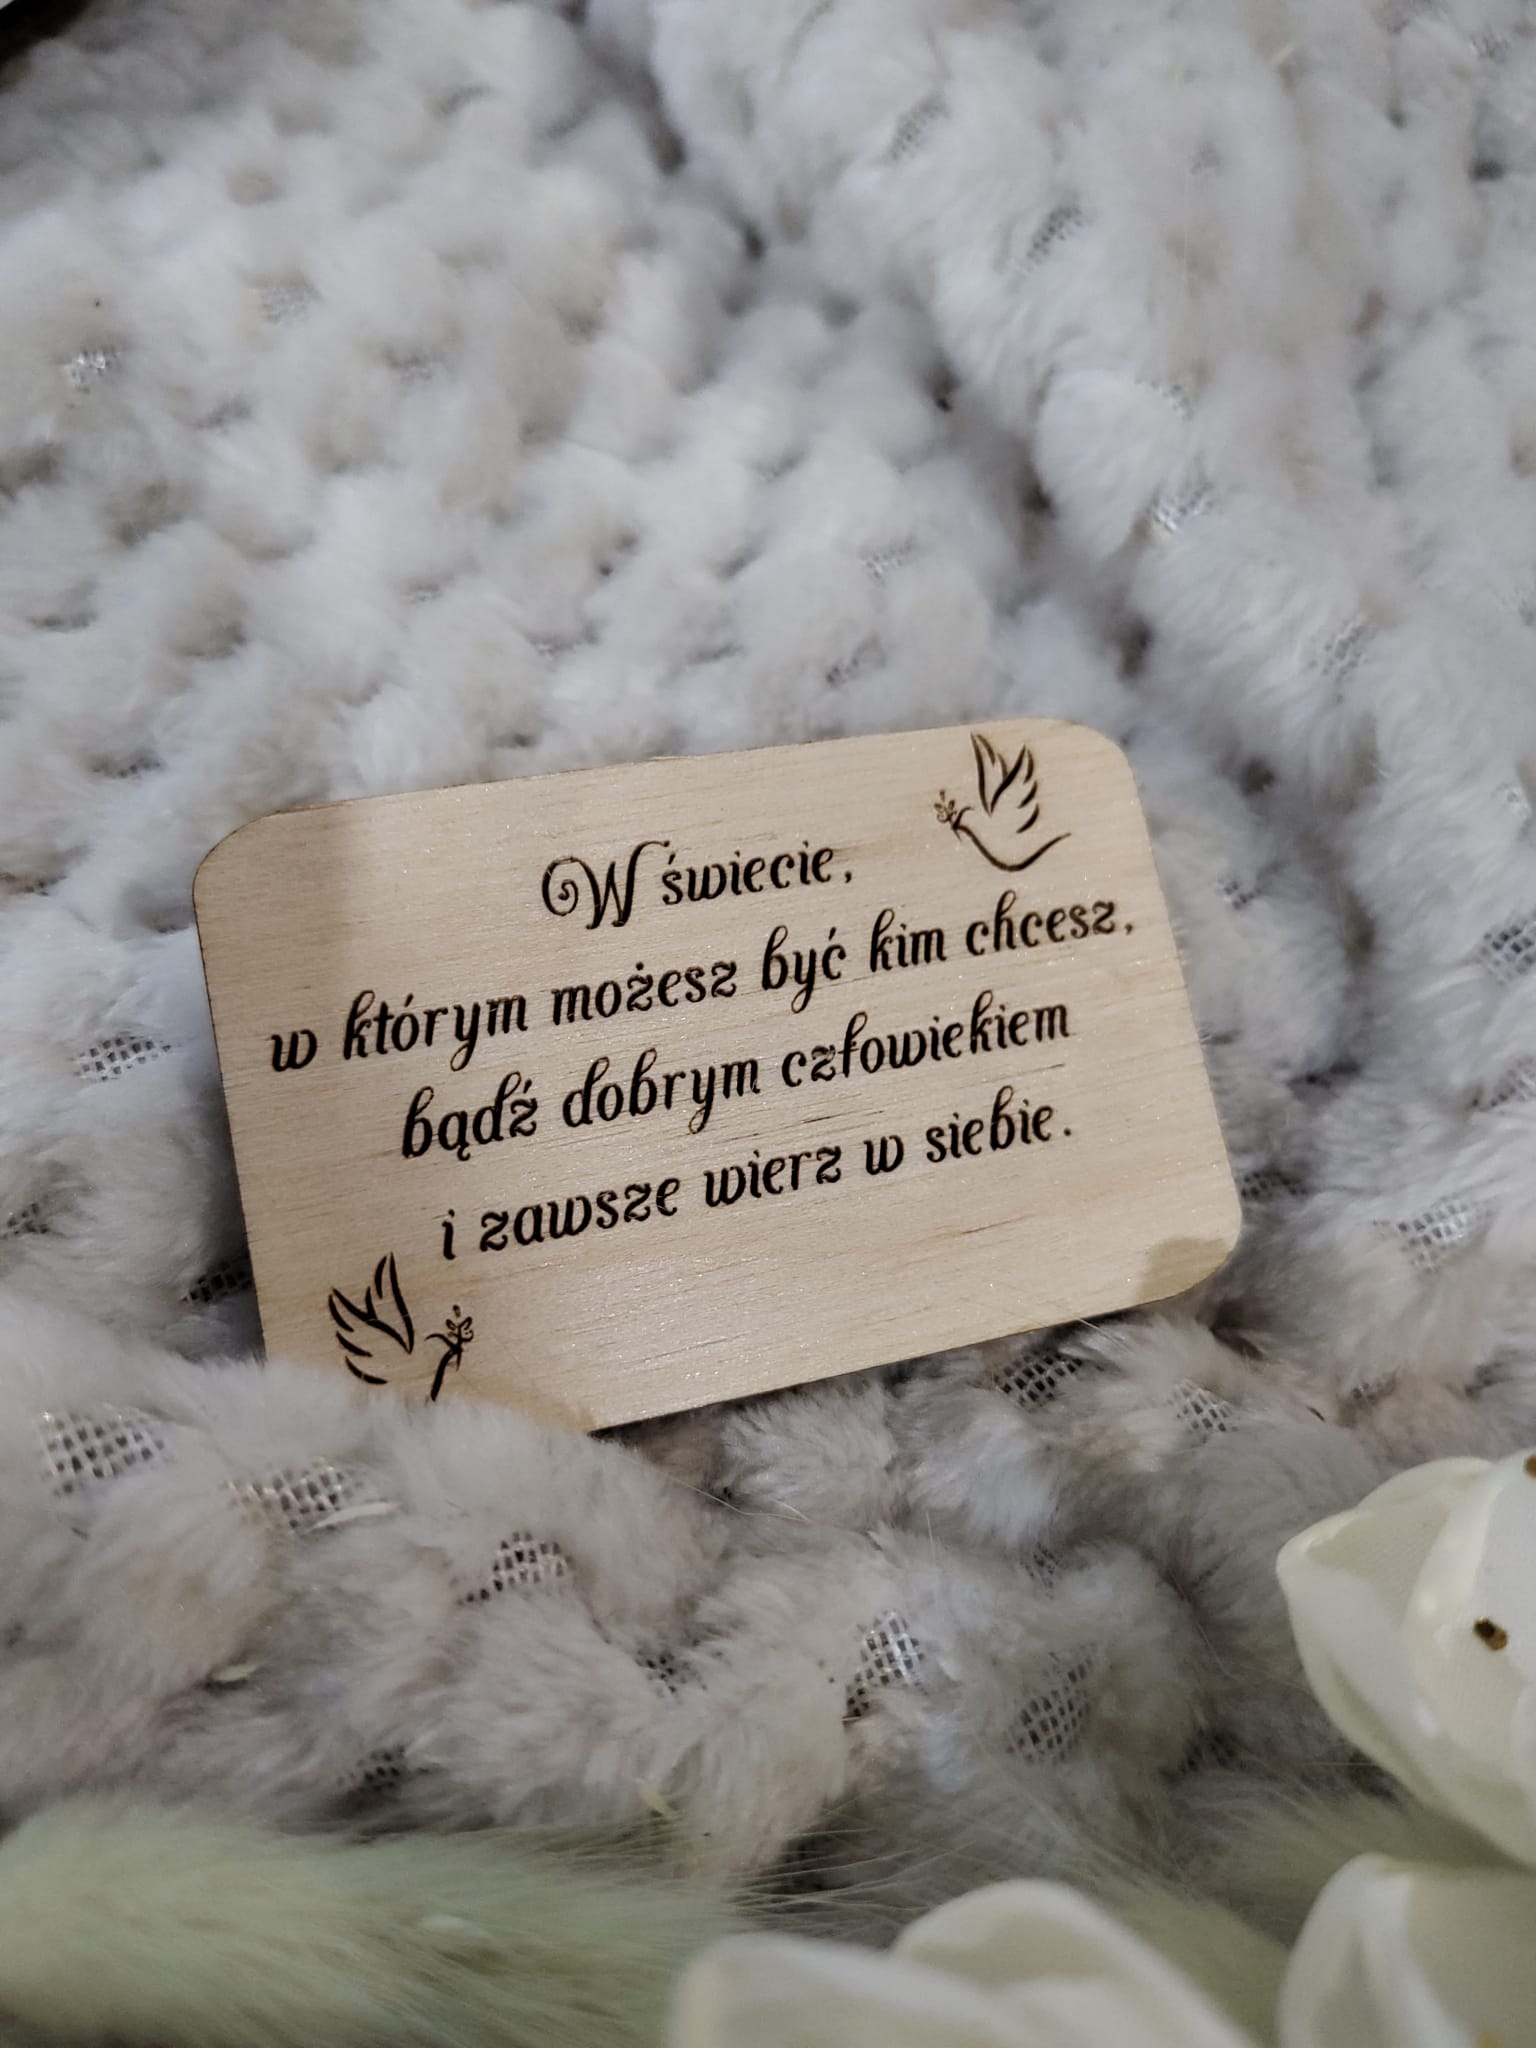 W świecie,
w którym możesz być kim chcesz,
bądź dobrym człowiekiem
i zawsze wierz w siebie.